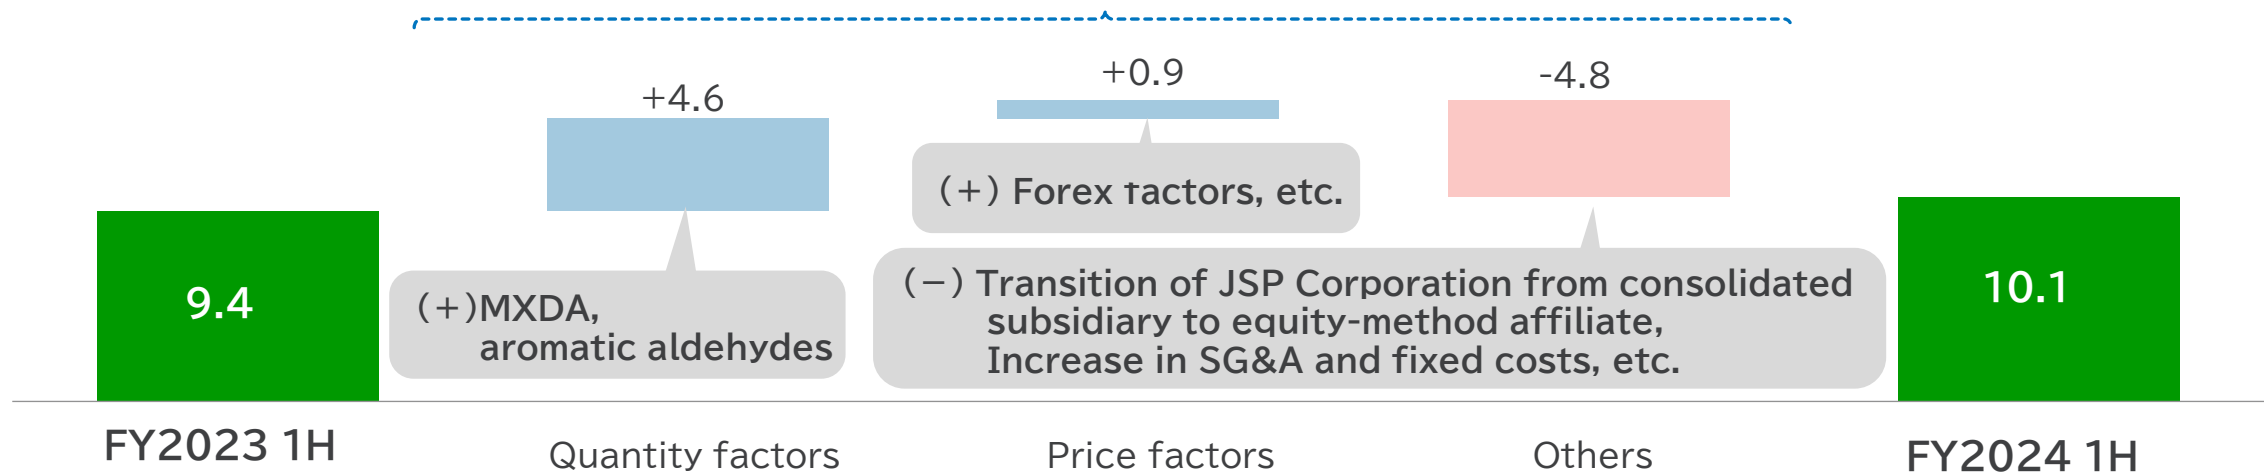 +4.6
+0.9
-4.8
(+) Forex factors, etc.
(+)MXDA,
aromatic aldehydes
(−) Transition of JSP Corporation from consolidated
subsidiary to equity-method affiliate,
Increase in SG&A and fixed costs, etc.
9.4
10.1
FY2023 1H
Quantity factors
Price factors
Others
FY2024 1H